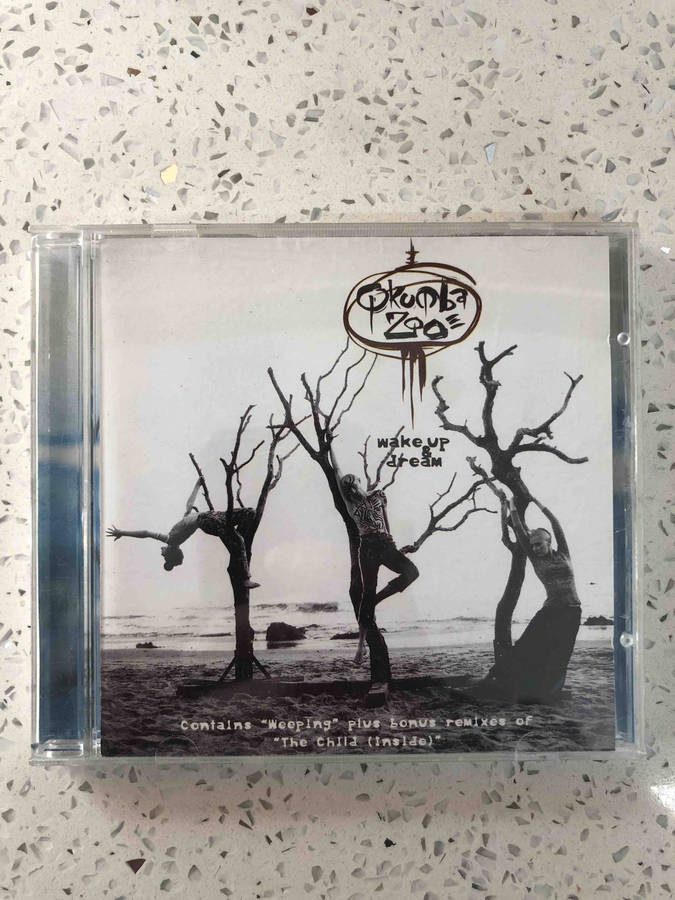 Qkumba
Zoo
wake up
&
dream
Contains "Weeping" plus bonus remixes of
"The Child (Inside)"